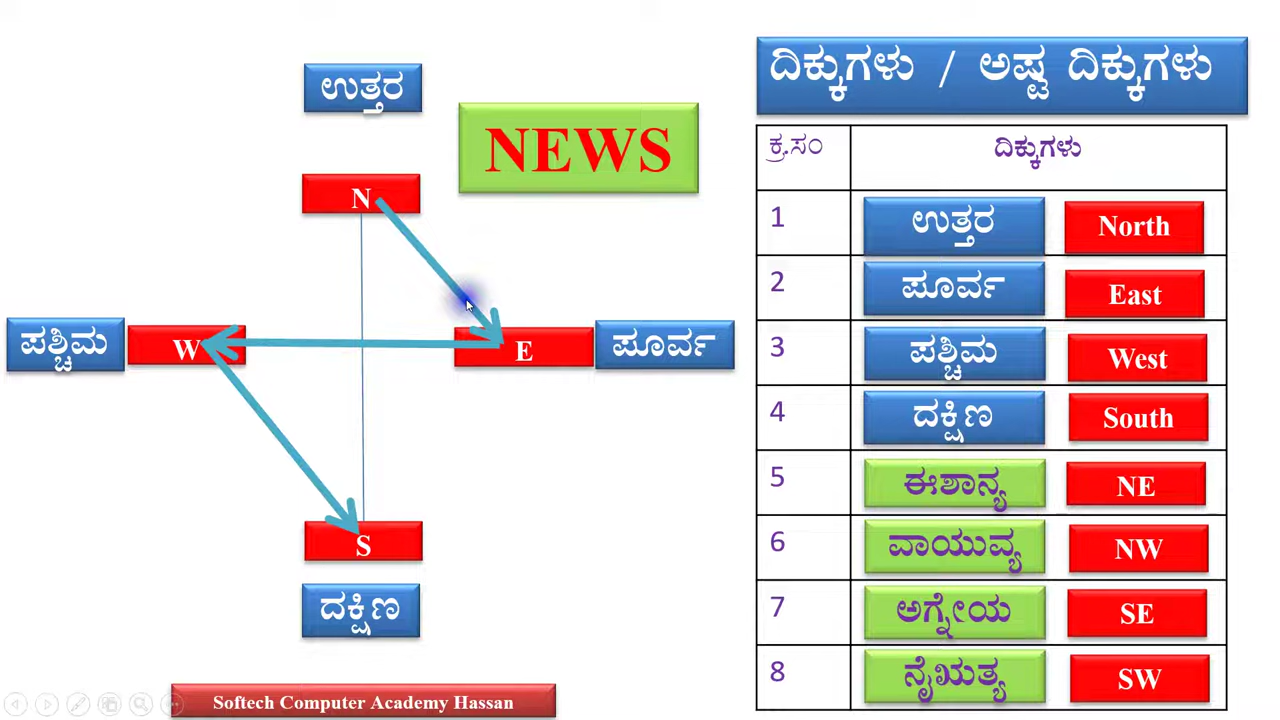 ಉತ್ತರ
NEWS
N
ಪಶ್ಚಿಮ W
E ಪೂರ್ವ
S
ದಕ್ಷಿಣ
Softech Computer Academy Hassan
ದಿಕ್ಕುಗಳು / ಅಷ್ಟ ದಿಕ್ಕುಗಳು
ಕ್ರ.ಸಂ ದಿಕ್ಕುಗಳು
1 ಉತ್ತರ North
2 ಪೂರ್ವ East
3 ಪಶ್ಚಿಮ West
4 ದಕ್ಷಿಣ South
5 ಈಶಾನ್ಯ NE
6 ವಾಯುವ್ಯ NW
7 ಅಗ್ನೇಯ SE
8 ನೈಋತ್ಯ SW